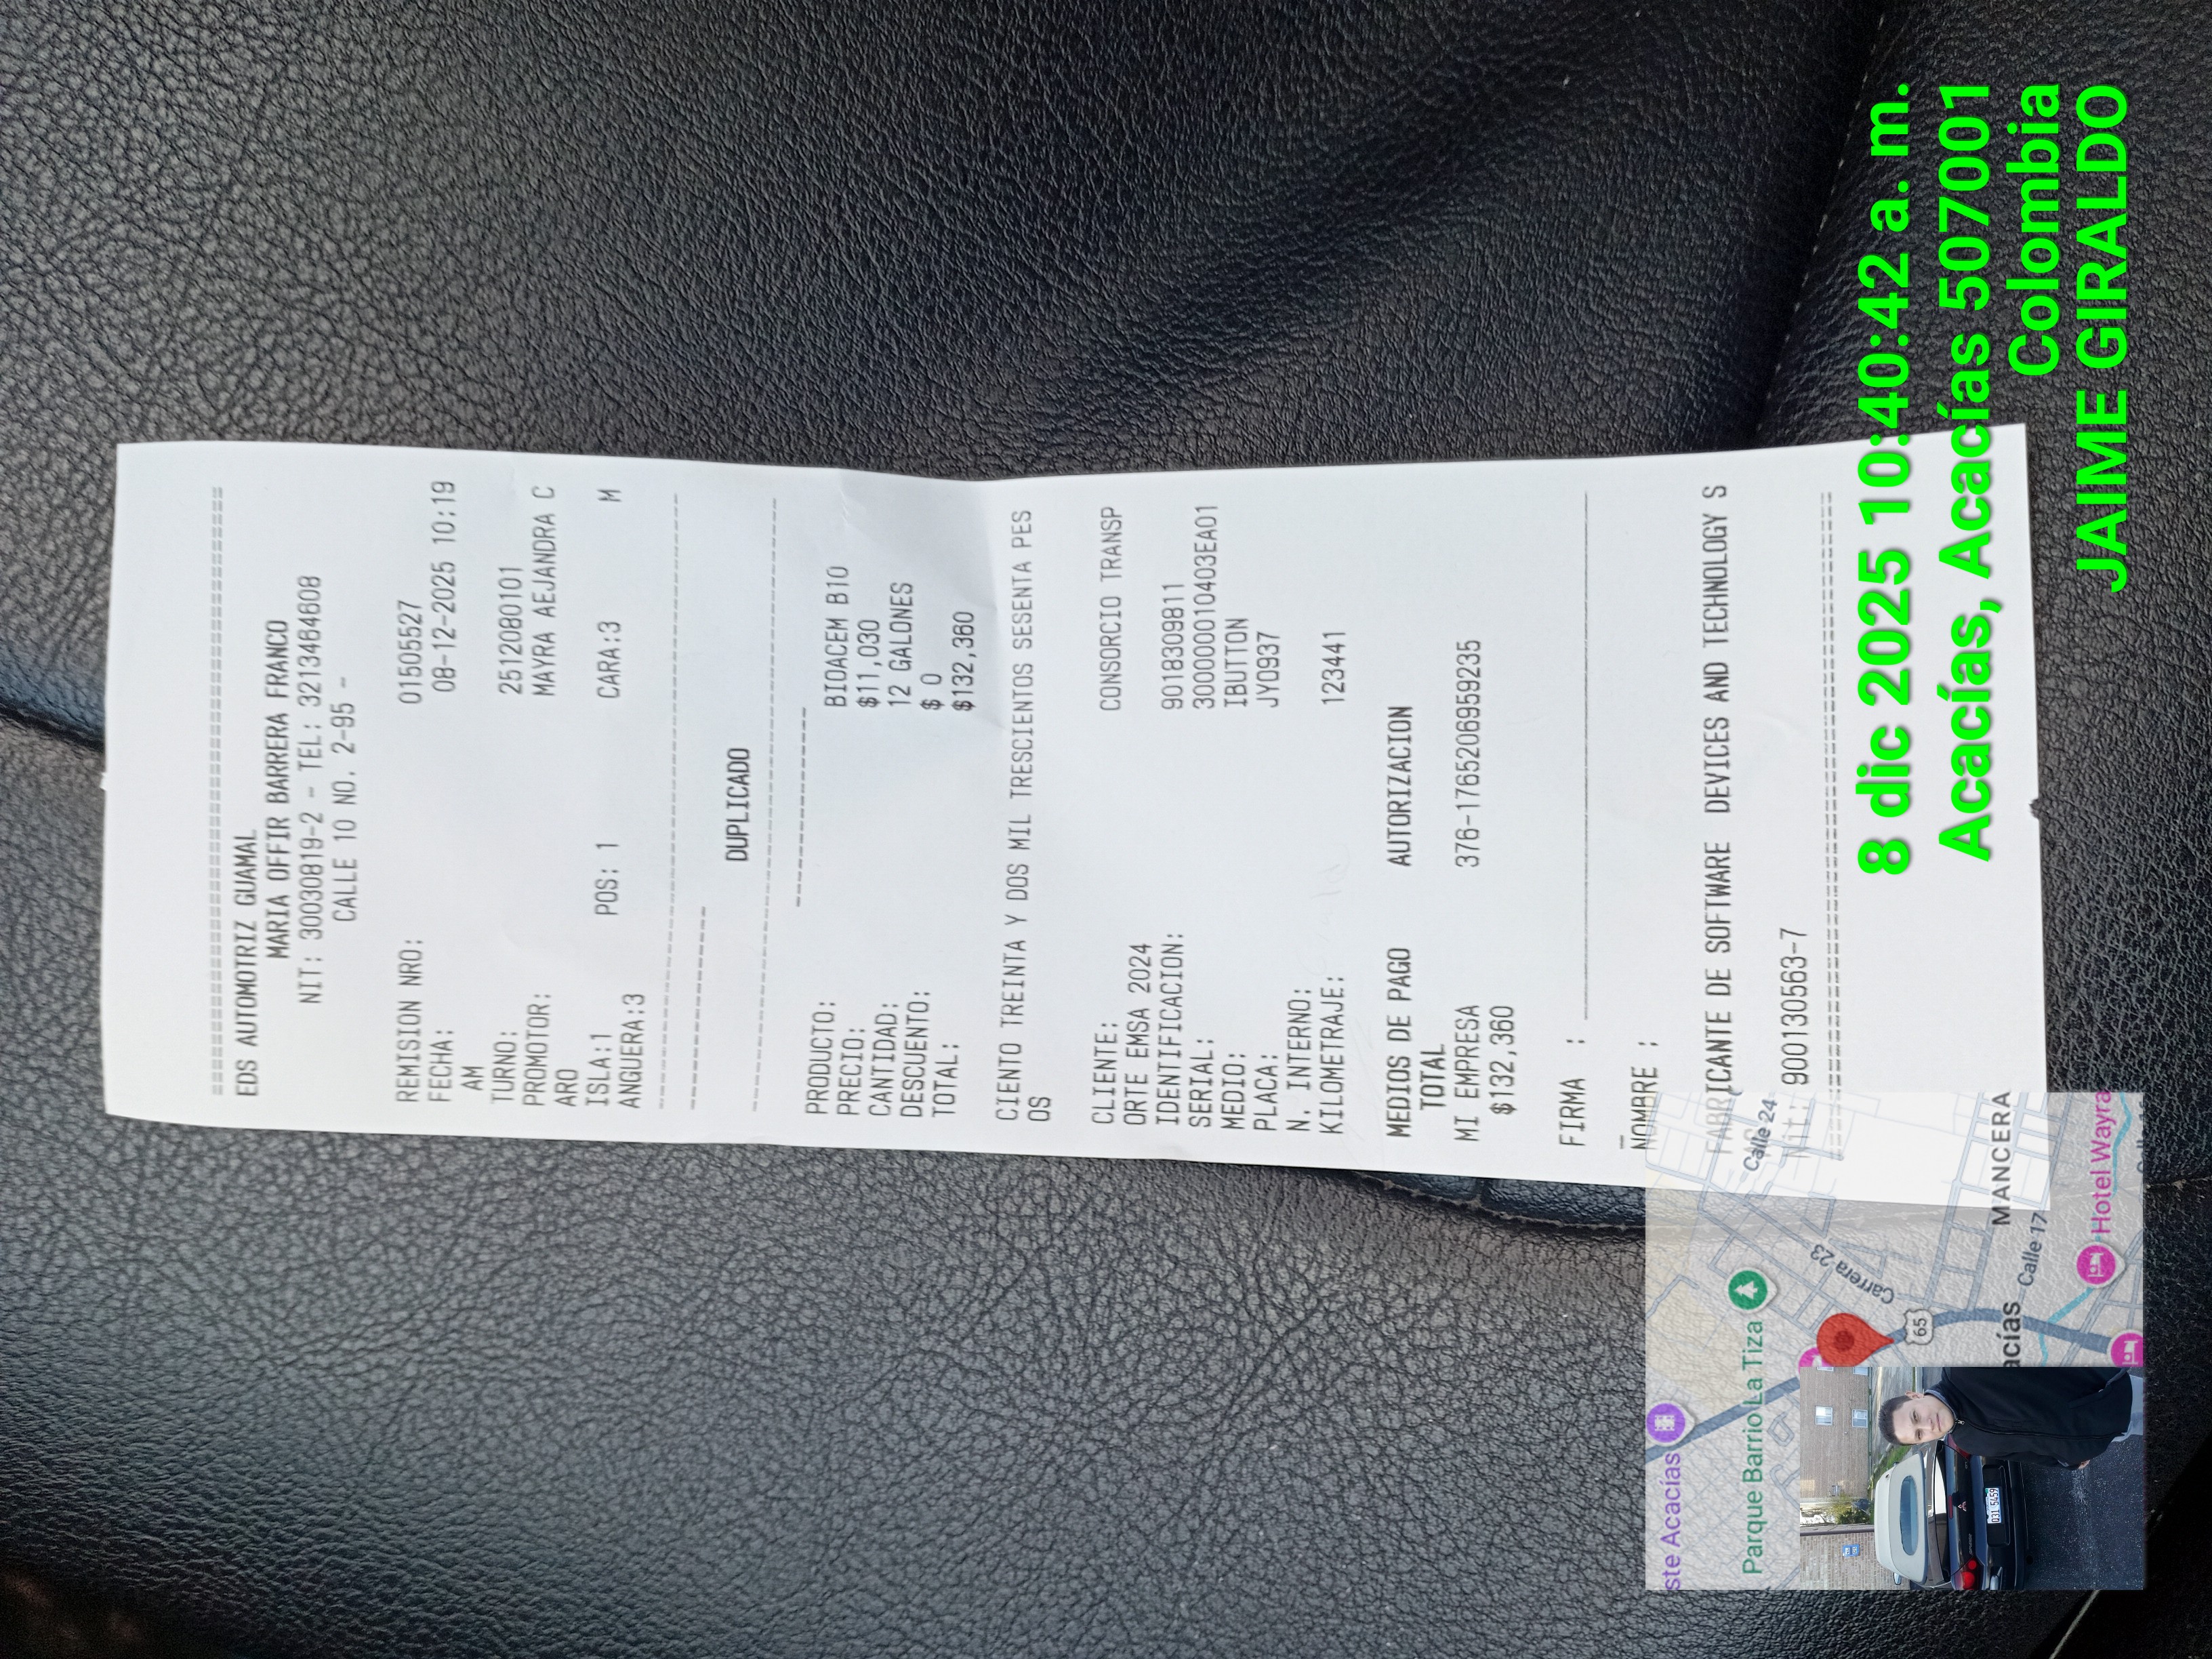 EDS AUTOMOTRIZ GUAMAL
MARIA OFFIR BARRERA FRANCO
NIT: 30030819-2 - TEL: 3213464608
CALLE 10 NO. 2-95 -
REMISION NRO: 01505527
FECHA: 08-12-2025 10:19
AM
TURNO: 2512080101
PROMOTOR: MAYRA AEJANDRA C
ARO
ISLA:1 POS: 1 CARA:3 M
ANGUERA:3
DUPLICADO
PRODUCTO: BIOACEM B10
PRECIO: $11,030
CANTIDAD: 12 GALONES
DESCUENTO: $ 0
TOTAL: $132,360
CIENTO TREINTA Y DOS MIL TRESCIENTOS SESENTA PES
OS
CLIENTE: CONSORCIO TRANSP
ORTE EMSA 2024
IDENTIFICACION: 9018309811
SERIAL: 3000000110403EA01
MEDIO: IBUTTON
PLACA: JYO937
N. INTERNO:
KILOMETRAJE: 123441
MEDIOS DE PAGO AUTORIZACION
TOTAL
MI EMPRESA 376-1765206959235
$132,360
FIRMA :
NOMBRE :
FABRICANTE DE SOFTWARE DEVICES AND TECHNOLOGY S
NIT: 900130563-7
8 dic 2025 10:40:42 a. m.
Acacías, Acacías 507001
Colombia
JAIME GIRALDO
ste Acacías
Parque Barrio La Tiza
Calle 24
Carrera 23
65
acías
Calle 17
MANCERA
Hotel Wayra